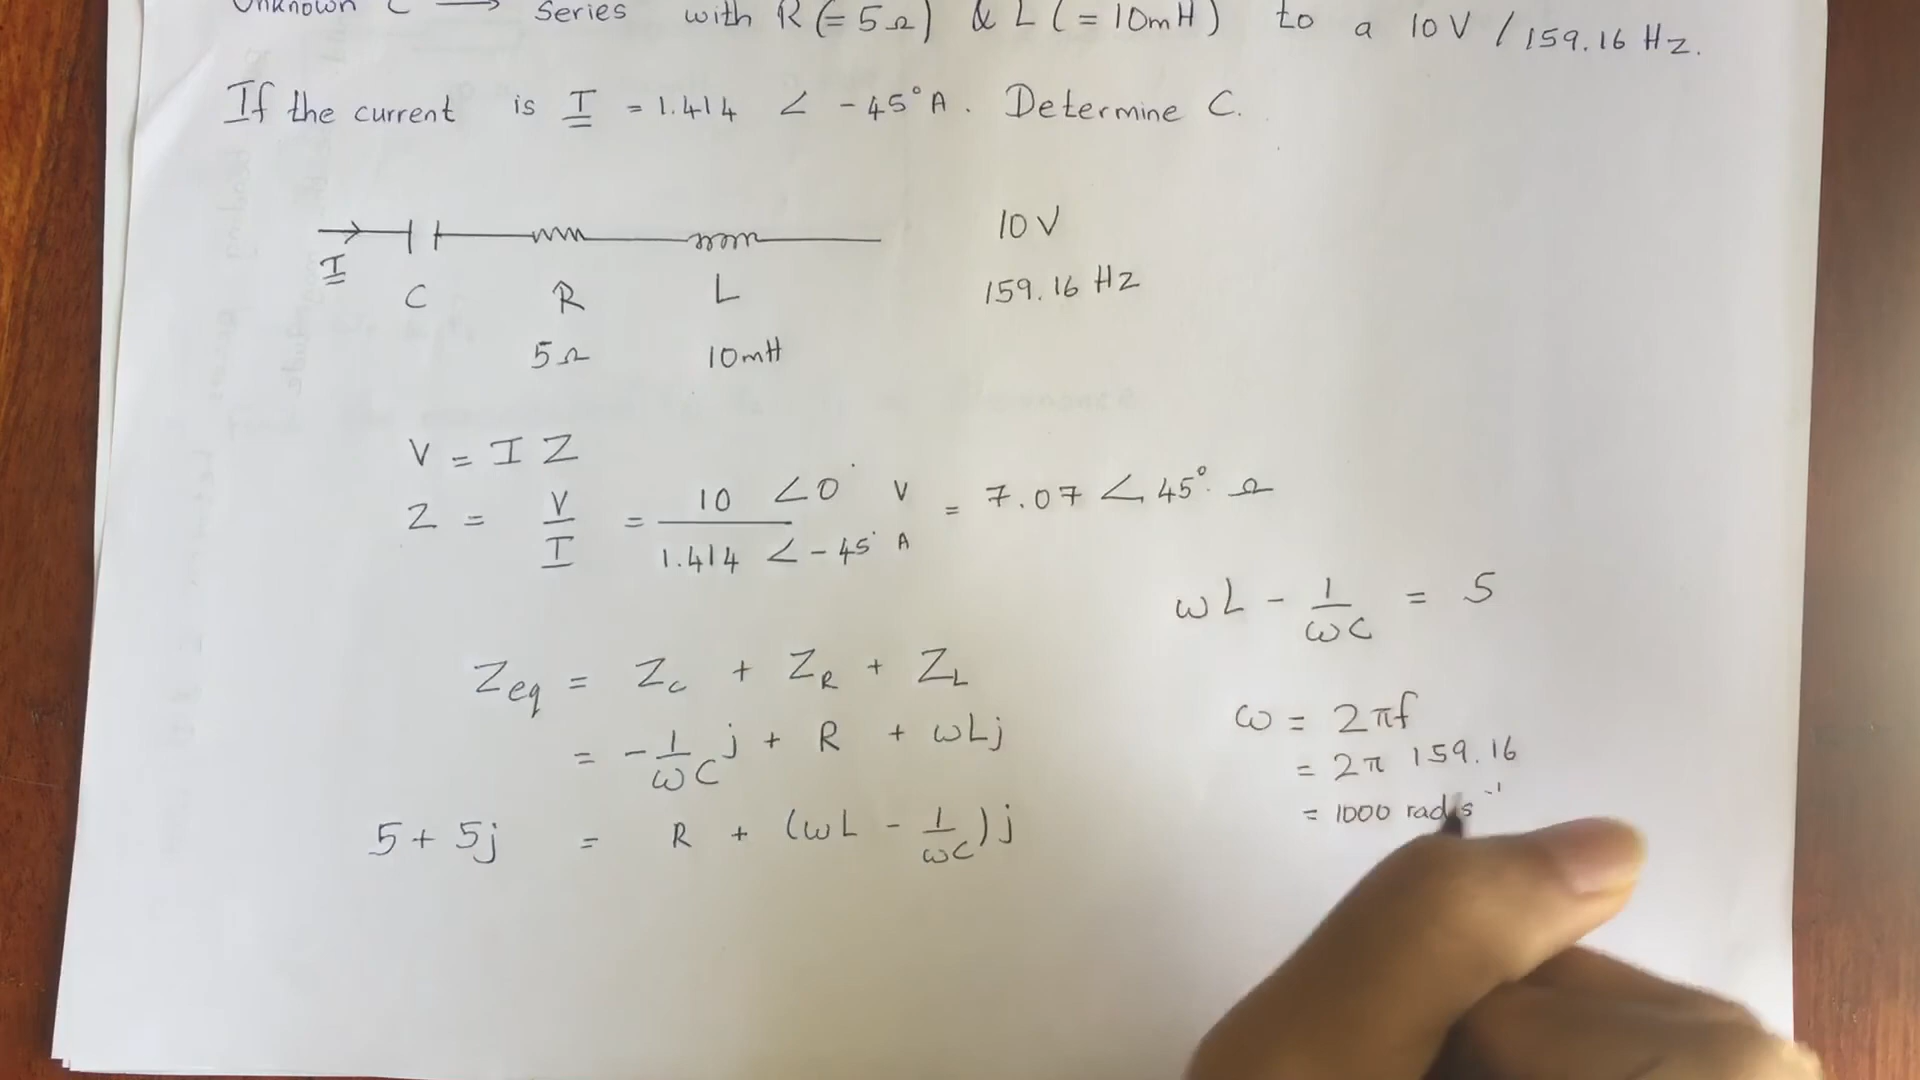 Unknown C → Series with R (= 5Ω) & L (= 10mH) to a 10 V / 159.16 Hz.
If the current is I = 1.414 ∠ -45° A. Determine C.
I C R L 10 V
5Ω 10mH 159.16 Hz
V = I Z
Z = V/I = 10 ∠0° V / 1.414 ∠-45° A = 7.07 ∠ 45° Ω
ωL - 1/ωC = 5
Zeq = Zc + ZR + ZL
ω = 2πf
= -1/ωC j + R + ωLj
= 2π 159.16
= 1000 rad s⁻¹
5 + 5j = R + (ωL - 1/ωC)j